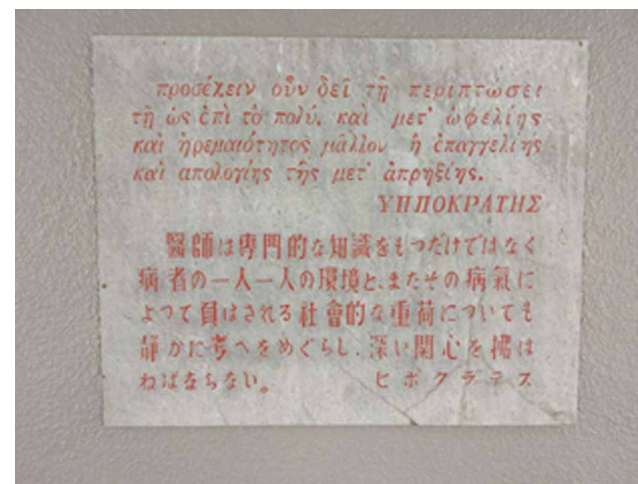 προσέχειν οὖν δεῖ τῇ περιπτώσει
τῇ ὡς ἐπὶ τὸ πολύ. καὶ μετ' ὠφελίης
καὶ ἠρεμαιότητος μᾶλλον ἢ ἐπαγγελίης
καὶ απολογίης τῆς μετ' ἀπρηξίης.
ΥΠΠΟΚΡΑΤΗΣ
醫師は專門的な知識をもつだけではなく
病者の一人一人の環境と、またその病氣に
よつて負はされる社會的な重荷についても
靜かに考へをめぐらし、深い関心を拂は
ねばならない。 ヒポクラテス